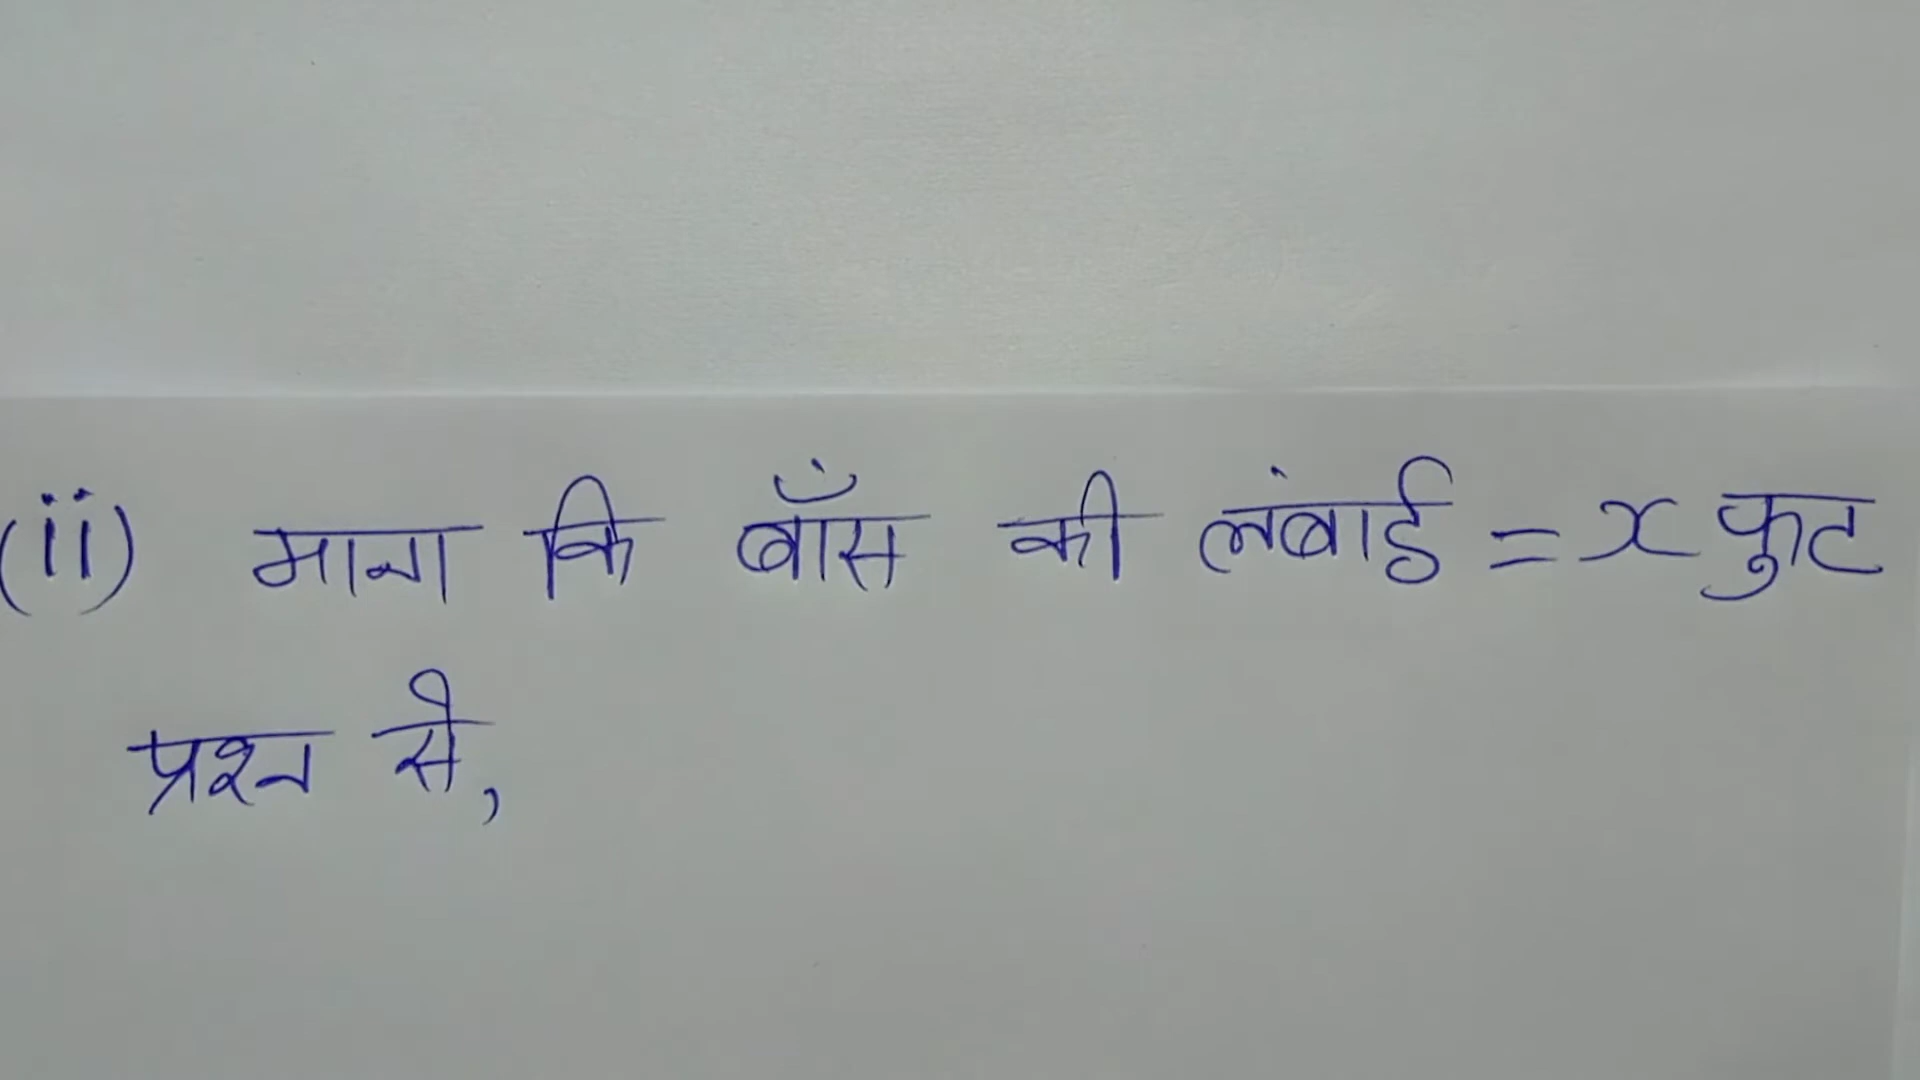 (ii) माना कि बाँस की लंबाई = x फुट
प्रश्न से,